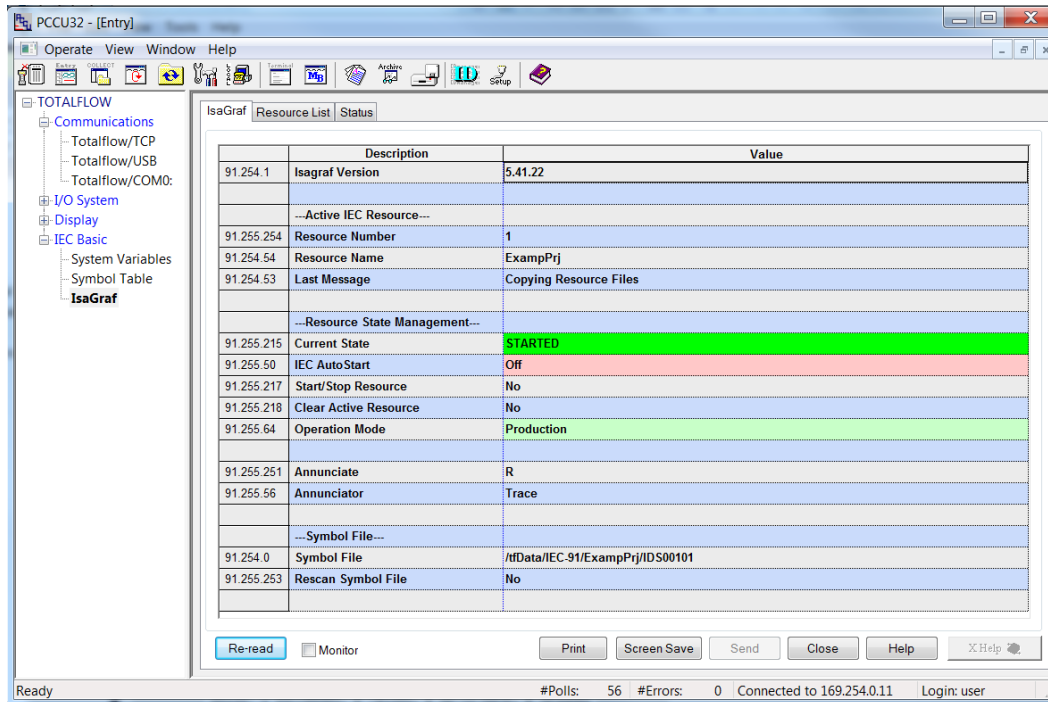 PCCU32 - [Entry]
Operate View Window Help
Entry COLLECT Terminal MB Archive Setup
TOTALFLOW
Communications
Totalflow/TCP
Totalflow/USB
Totalflow/COM0:
I/O System
Display
IEC Basic
System Variables
Symbol Table
IsaGraf
IsaGraf Resource List Status
Description Value
91.254.1 Isagraf Version 5.41.22
---Active IEC Resource---
91.255.254 Resource Number 1
91.254.54 Resource Name ExampPrj
91.254.53 Last Message Copying Resource Files
---Resource State Management---
91.255.215 Current State STARTED
91.255.50 IEC AutoStart Off
91.255.217 Start/Stop Resource No
91.255.218 Clear Active Resource No
91.255.64 Operation Mode Production
91.255.251 Annunciate R
91.255.56 Annunciator Trace
---Symbol File---
91.254.0 Symbol File /tfData/IEC-91/ExampPrj/IDS00101
91.255.253 Rescan Symbol File No
Re-read Monitor Print Screen Save Send Close Help X Help
Ready #Polls: 56 #Errors: 0 Connected to 169.254.0.11 Login: user